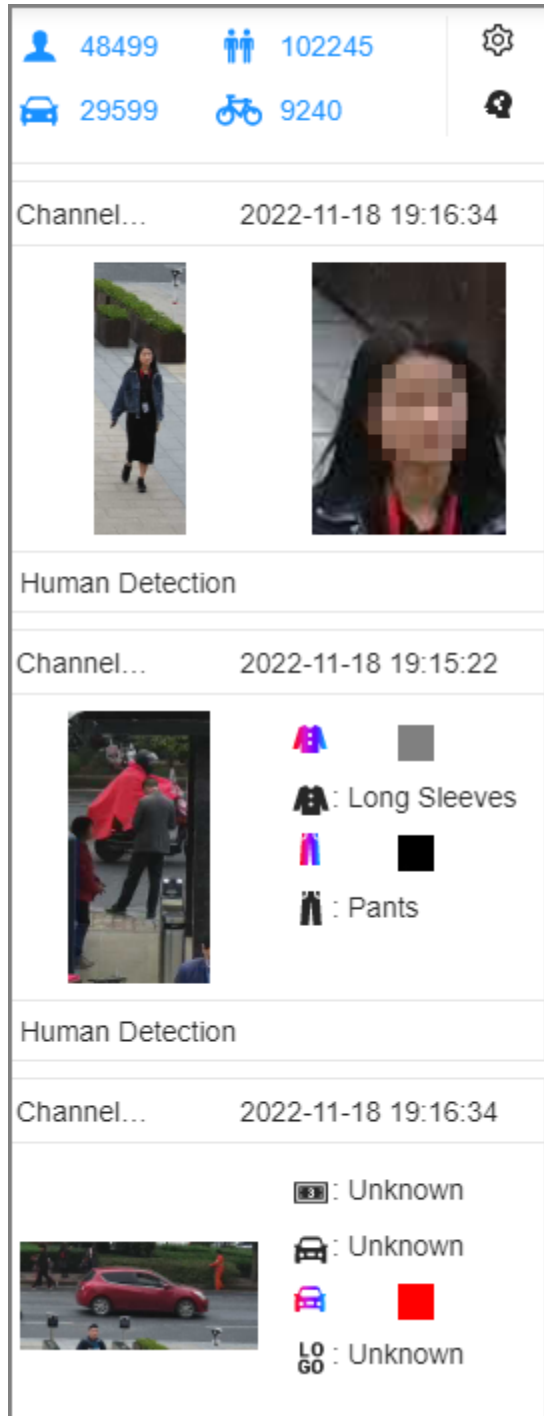 48499 102245
29599 9240
Channel... 2022-11-18 19:16:34
Human Detection
Channel... 2022-11-18 19:15:22
: Long Sleeves
: Pants
Human Detection
Channel... 2022-11-18 19:16:34
3 : Unknown
: Unknown
LO
GO : Unknown